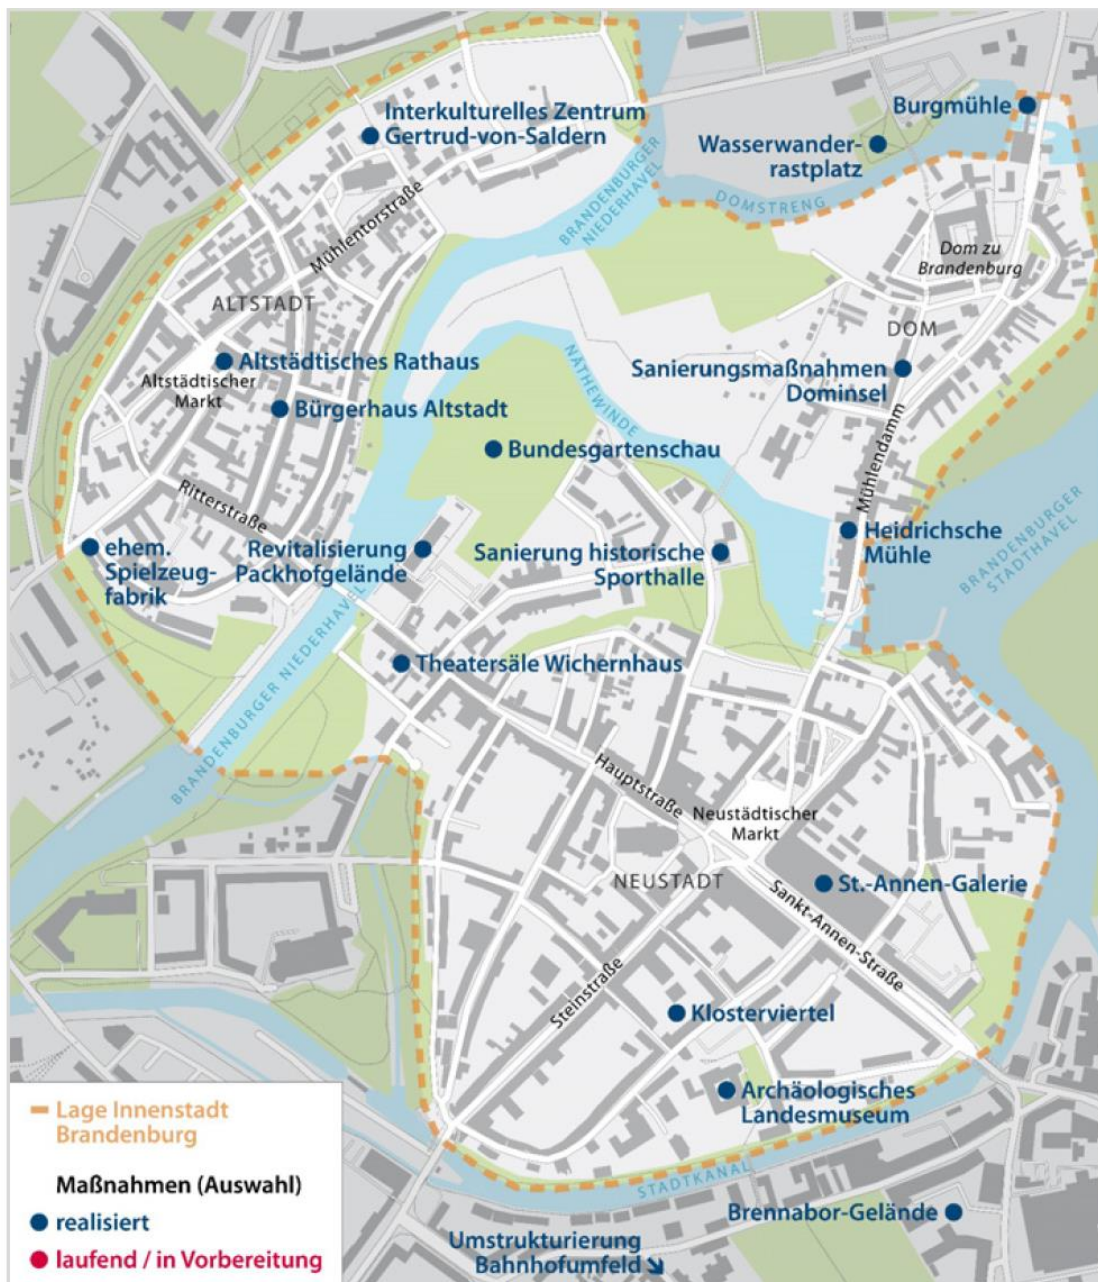 Interkulturelles Zentrum
Gertrud-von-Saldern
Burgmühle
Wasserwander-
rastplatz
BRANDENBURGER
NIEDERHAVEL
DOMSTRENG
Mühlentorstraße
Dom zu
Brandenburg
ALTSTADT
DOM
Altstädtisches Rathaus
Altstädtischer
Markt
Bürgerhaus Altstadt
NÄTHEWINDE
Sanierungsmaßnahmen
Dominsel
Mühlendamm
Bundesgartenschau
Ritterstraße
ehem.
Spielzeug-
fabrik
Revitalisierung
Packhofgelände
Sanierung historische
Sporthalle
Heidrichsche
Mühle
BRANDENBURGER
STADTHAVEL
BRANDENBURGER NIEDERHAVEL
Theatersäle Wichernhaus
Hauptstraße
Neustädtischer
Markt
NEUSTADT
St.-Annen-Galerie
Sankt-Annen-Straße
Steinstraße
Klosterviertel
Archäologisches
Landesmuseum
STADTKANAL
Brennabor-Gelände
Umstrukturierung
Bahnhofumfeld
Lage Innenstadt
Brandenburg
Maßnahmen (Auswahl)
realisiert
laufend / in Vorbereitung